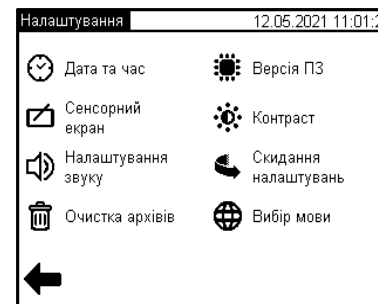 Налаштування 12.05.2021 11:01:2
Дата та час
Версія ПЗ
Сенсорний
екран
Контраст
Налаштування
звуку
Скидання
налаштувань
Очистка архівів
Вибір мови